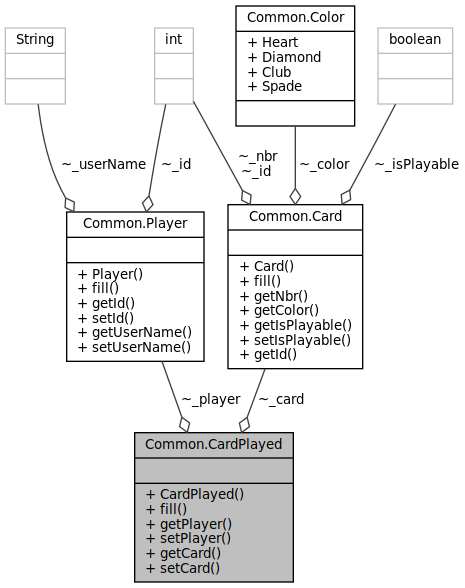 Common.Color
+ Heart
+ Diamond
+ Club
+ Spade
String
int
boolean
~_userName
~_id
~_nbr
~_id
~_color
~_isPlayable
Common.Player
+ Player()
+ fill()
+ getId()
+ setId()
+ getUserName()
+ setUserName()
Common.Card
+ Card()
+ fill()
+ getNbr()
+ getColor()
+ getIsPlayable()
+ setIsPlayable()
+ getId()
~_player
~_card
Common.CardPlayed
+ CardPlayed()
+ fill()
+ getPlayer()
+ setPlayer()
+ getCard()
+ setCard()